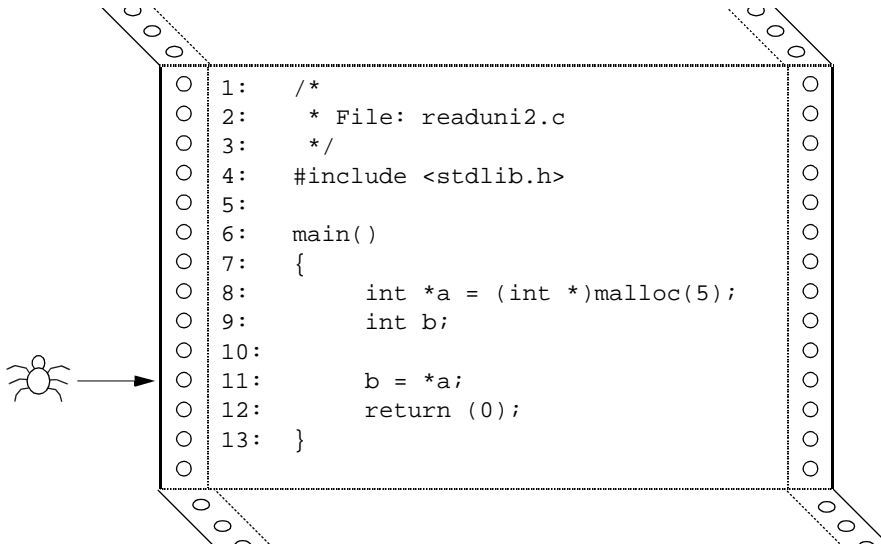 1: /*
2:  * File: readuni2.c
3:  */
4: #include <stdlib.h>
5:
6: main()
7: {
8:      int *a = (int *)malloc(5);
9:      int b;
10:
11:      b = *a;
12:      return (0);
13: }